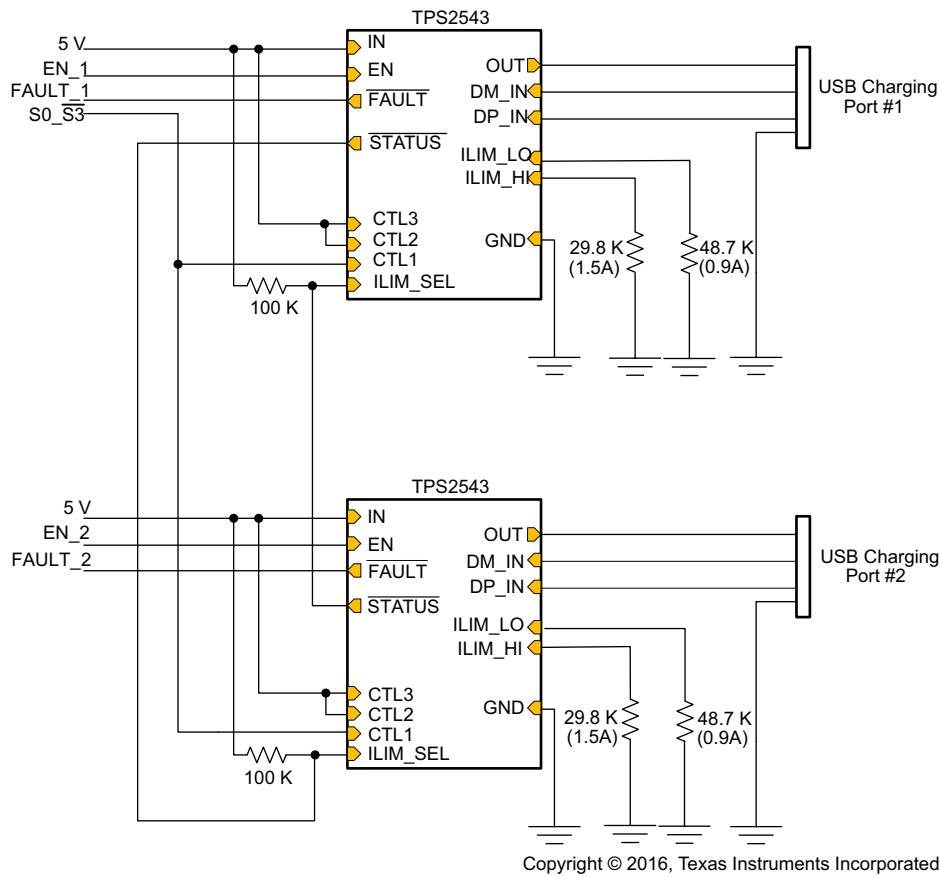 TPS2543
5 V
EN_1
FAULT_1
S0_S3
IN
EN
FAULT
STATUS
CTL3
CTL2
CTL1
ILIM_SEL
100 K
OUT
DM_IN
DP_IN
ILIM_LO
ILIM_HI
GND
29.8 K
(1.5A)
48.7 K
(0.9A)
USB Charging
Port #1
TPS2543
5 V
EN_2
FAULT_2
IN
EN
FAULT
STATUS
CTL3
CTL2
CTL1
ILIM_SEL
100 K
OUT
DM_IN
DP_IN
ILIM_LO
ILIM_HI
GND
29.8 K
(1.5A)
48.7 K
(0.9A)
USB Charging
Port #2
Copyright © 2016, Texas Instruments Incorporated